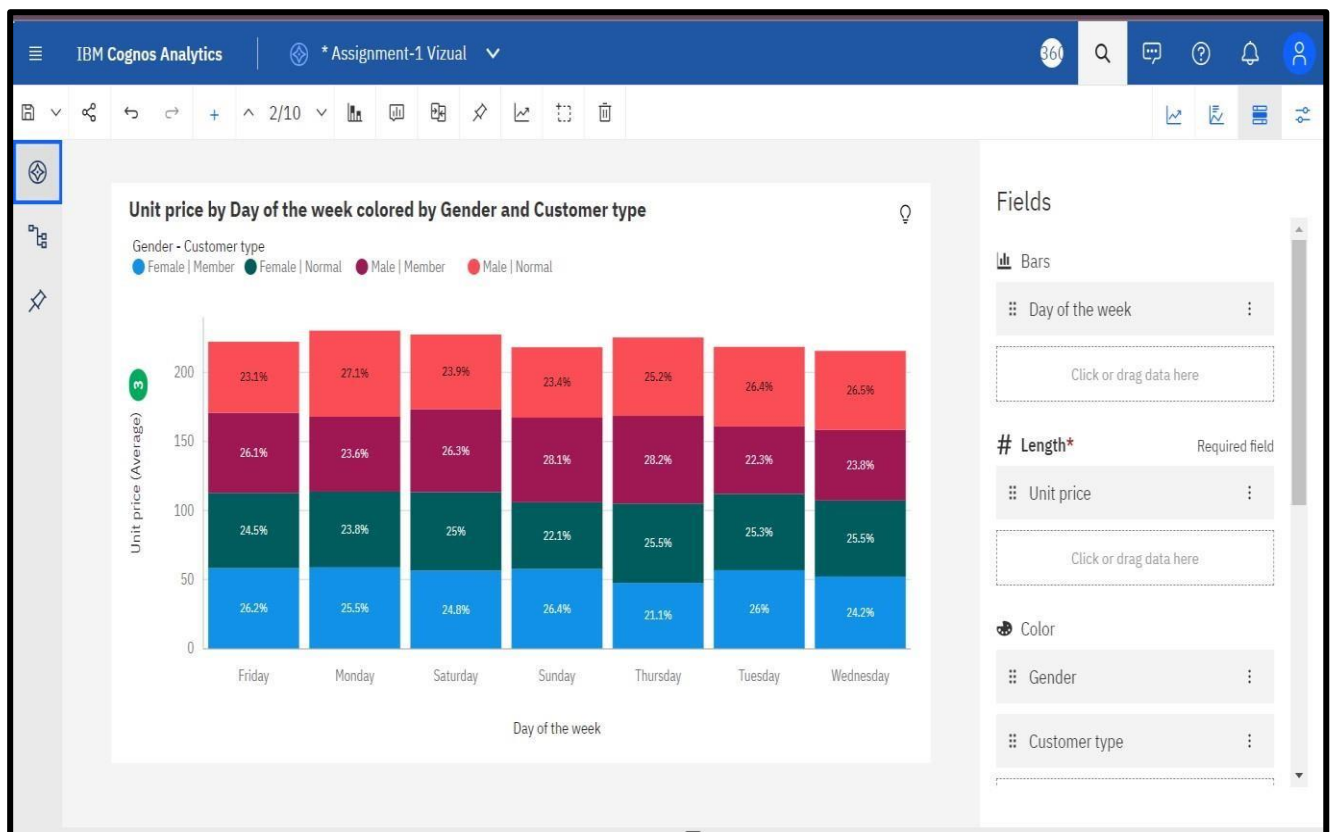 IBM Cognos Analytics * Assignment-1 Vizual 360
2/10
Unit price by Day of the week colored by Gender and Customer type
Gender - Customer type
Female | Member Female | Normal Male | Member Male | Normal
Fields
Bars
Day of the week
Click or drag data here
# Length* Required field
Unit price
Click or drag data here
Color
Gender
Customer type
Unit price (Average) 3
200
150
100
50
0
23.1% 27.1% 23.9% 23.4% 25.2% 26.4% 26.5%
26.1% 23.6% 26.3% 28.1% 28.2% 22.3% 23.8%
24.5% 23.8% 25% 22.1% 25.5% 25.3% 25.5%
26.2% 25.5% 24.8% 26.4% 21.1% 26% 24.2%
Friday Monday Saturday Sunday Thursday Tuesday Wednesday
Day of the week